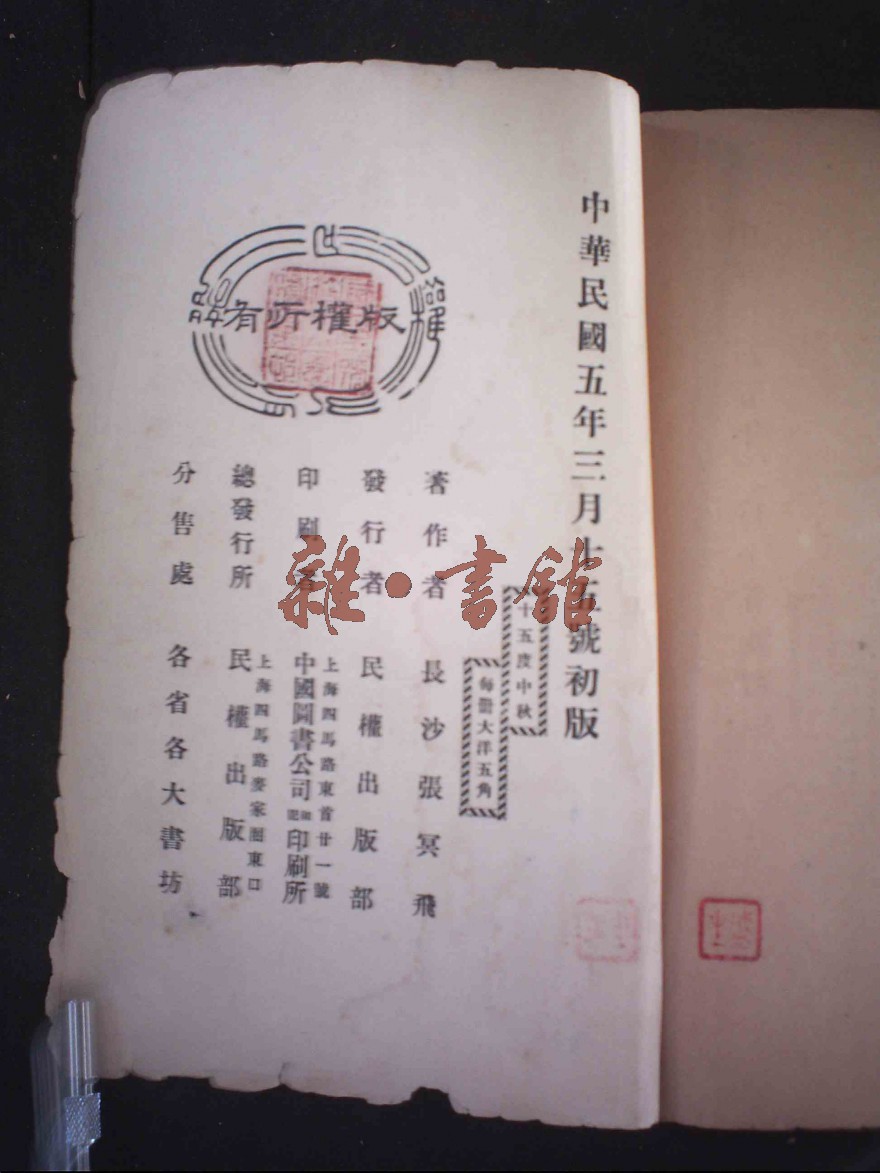 中華民國五年三月十五號初版
十五度中秋
每冊大洋五角
著作者 長沙張冥飛
發行者 民權出版部
上海四馬路東首廿一號
印刷者 中國圖書公司和記印刷所
上海四馬路麥家圈東口
總發行所 民權出版部
分售處 各省各大書坊
版權所有
雜·書館